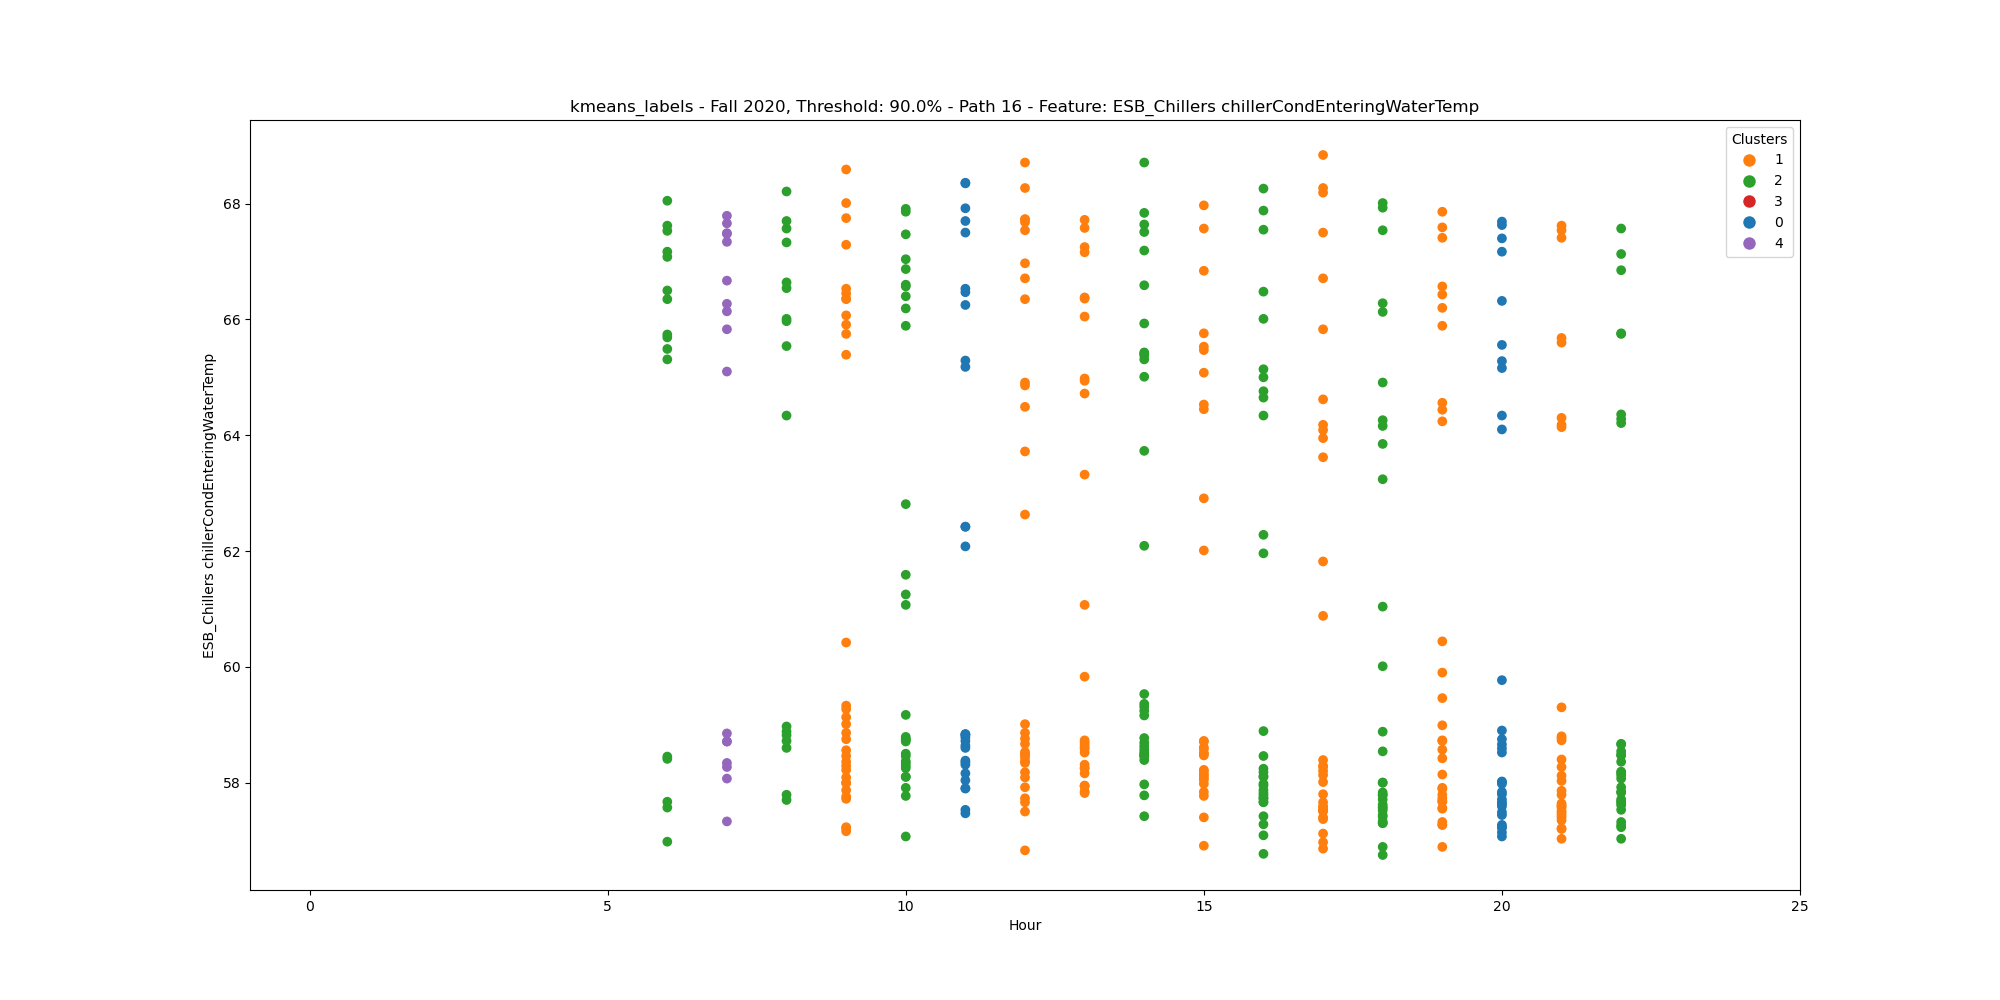 kmeans_labels - Fall 2020, Threshold: 90.0% - Path 16 - Feature: ESB_Chillers chillerCondEnteringWaterTemp
Clusters
1
2
3
0
4
ESB_Chillers chillerCondEnteringWaterTemp
68
66
64
62
60
58
0 5 10 15 20 25
Hour